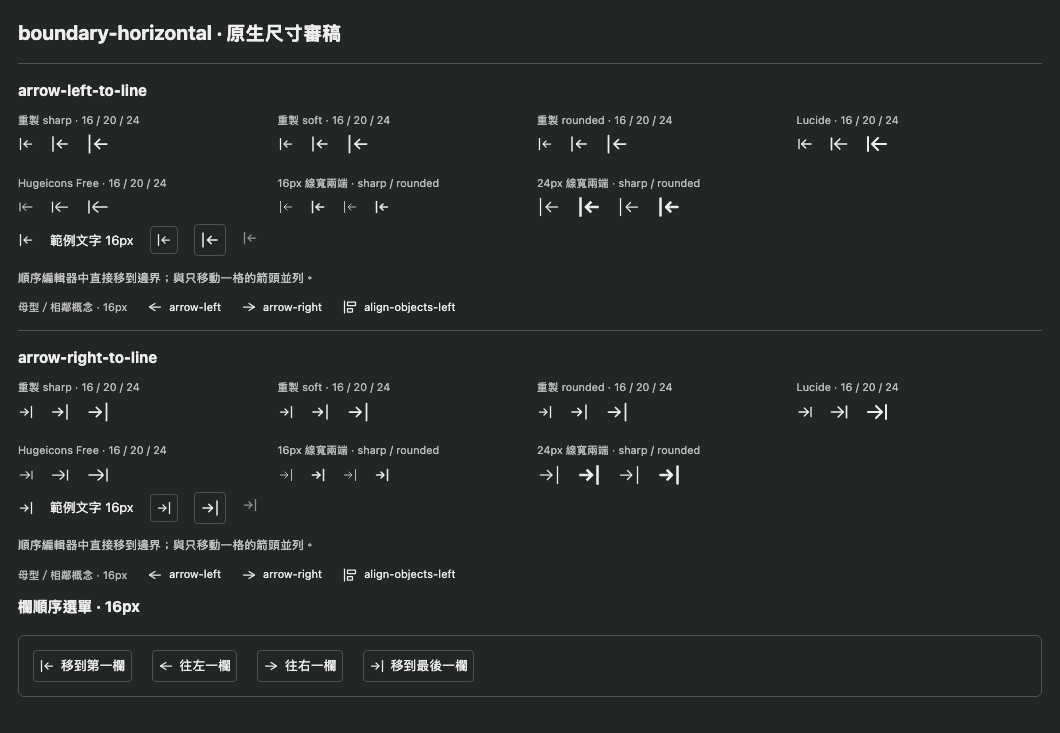 boundary-horizontal · 原生尺寸審稿
arrow-left-to-line
重製 sharp · 16 / 20 / 24
重製 soft · 16 / 20 / 24
重製 rounded · 16 / 20 / 24
Lucide · 16 / 20 / 24
Hugeicons Free · 16 / 20 / 24
16px 線寬兩端 · sharp / rounded
24px 線寬兩端 · sharp / rounded
範例文字 16px
順序編輯器中直接移到邊界；與只移動一格的箭頭並列。
母型 / 相鄰概念 · 16px arrow-left arrow-right align-objects-left
arrow-right-to-line
重製 sharp · 16 / 20 / 24
重製 soft · 16 / 20 / 24
重製 rounded · 16 / 20 / 24
Lucide · 16 / 20 / 24
Hugeicons Free · 16 / 20 / 24
16px 線寬兩端 · sharp / rounded
24px 線寬兩端 · sharp / rounded
範例文字 16px
順序編輯器中直接移到邊界；與只移動一格的箭頭並列。
母型 / 相鄰概念 · 16px arrow-left arrow-right align-objects-left
欄順序選單 · 16px
移到第一欄 往左一欄 往右一欄 移到最後一欄